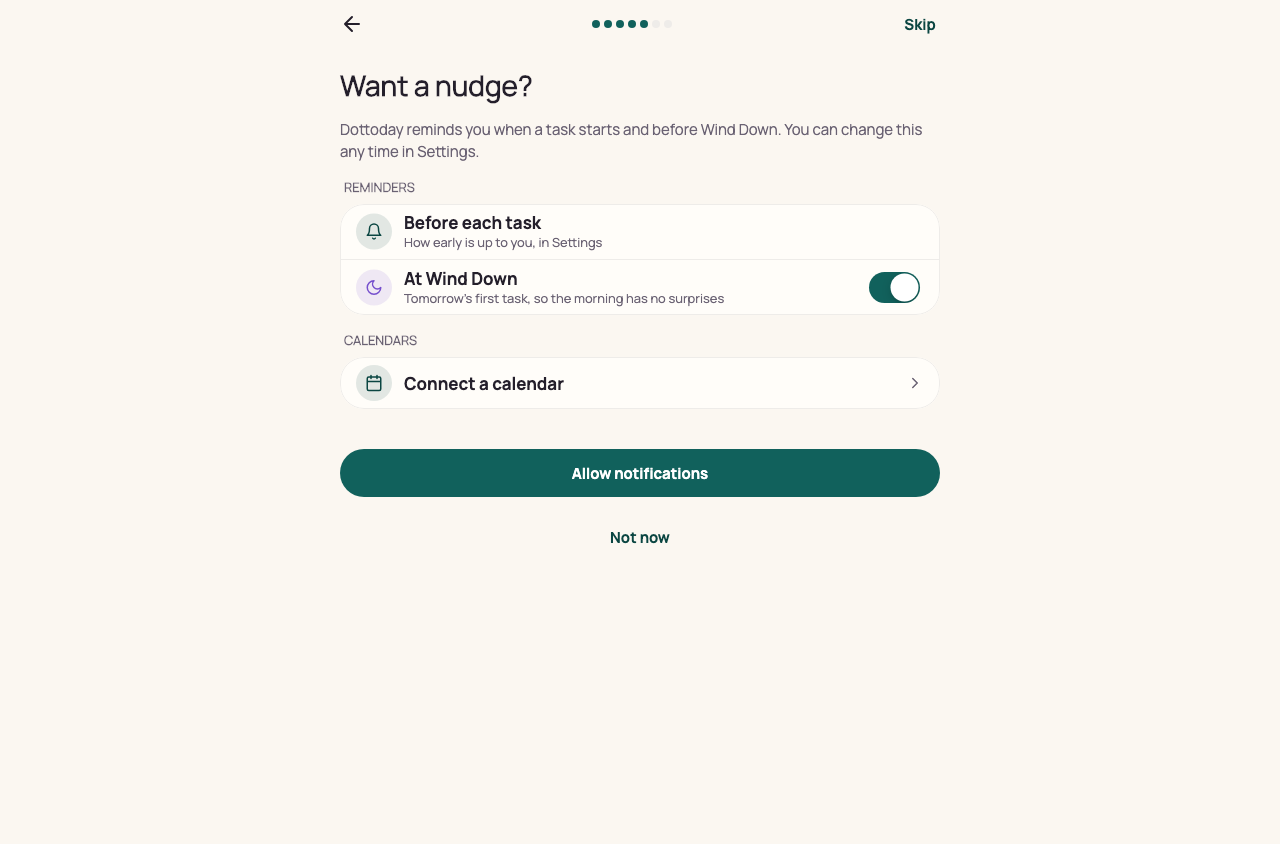 Skip
Want a nudge?
Dottoday reminds you when a task starts and before Wind Down. You can change this
any time in Settings.
REMINDERS
Before each task
How early is up to you, in Settings
At Wind Down
Tomorrow's first task, so the morning has no surprises
CALENDARS
Connect a calendar
Allow notifications
Not now